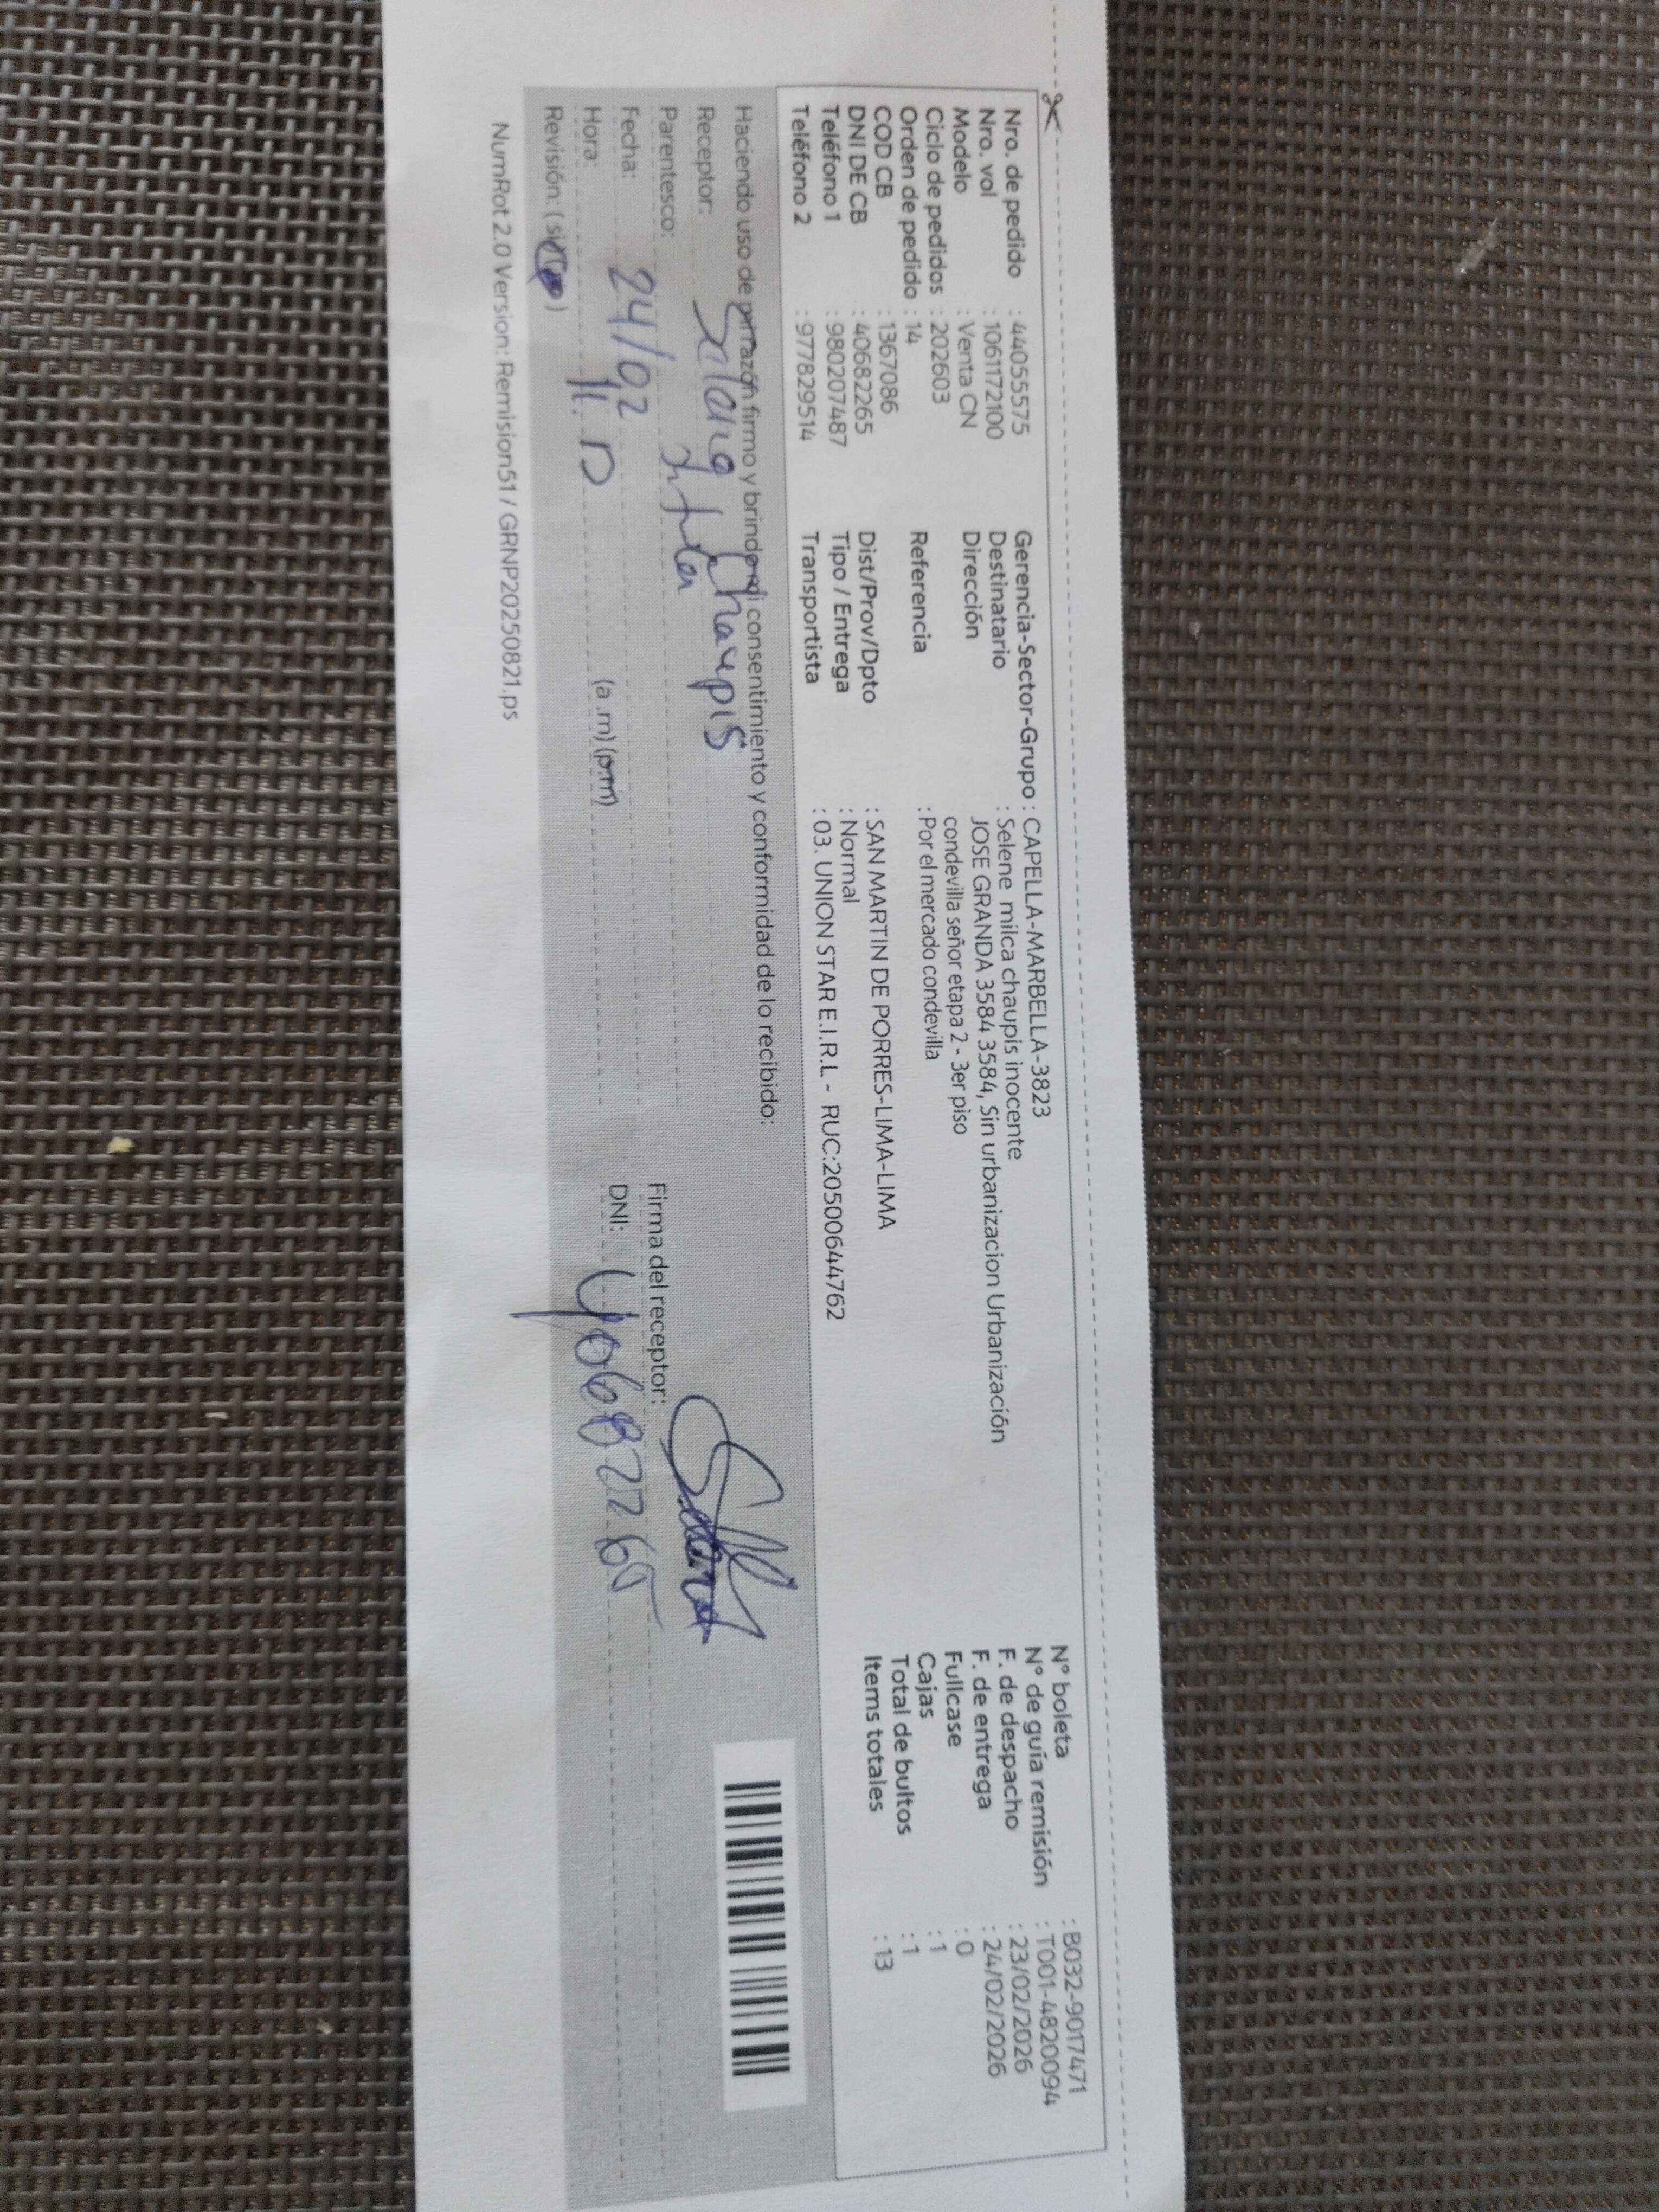 Nro. de pedido : 44055575
Nro. vol : 1061172100
Modelo : Venta CN
Ciclo de pedidos : 202603
Orden de pedido : 14
COD CB : 1367086
DNI DE CB : 40682265
Teléfono 1 : 980207487
Teléfono 2 : 977829514
Gerencia-Sector-Grupo : CAPELLA-MARBELLA-3823
Destinatario : Selene milca chaupis inocente
Dirección JOSE GRANDA 3584 3584, Sin urbanizacion Urbanización
condevilla señor etapa 2 - 3er piso
Referencia : Por el mercado condevilla
Dist/Prov/Dpto : SAN MARTIN DE PORRES-LIMA-LIMA
Tipo / Entrega : Normal
Transportista : 03. UNION STAR E.I.R.L - RUC:20500644762
N° boleta : B032-9017471
N° de guía remisión : T001-48200094
F. de despacho : 23/02/2026
F. de entrega : 24/02/2026
Fullcase : 0
Cajas : 1
Total de bultos : 1
Items totales : 13
Haciendo uso de mi razón firmo y brindo mi consentimiento y conformidad de lo recibido:
Receptor: Chaupis
Parentesco:
Fecha: 24/02
Hora: 11. (a.m) (p.m)
Revisión: (si)
Firma del receptor:
DNI: 40682265
NumRot 2.0 Version: Remision51 / GRNP20250821.ps